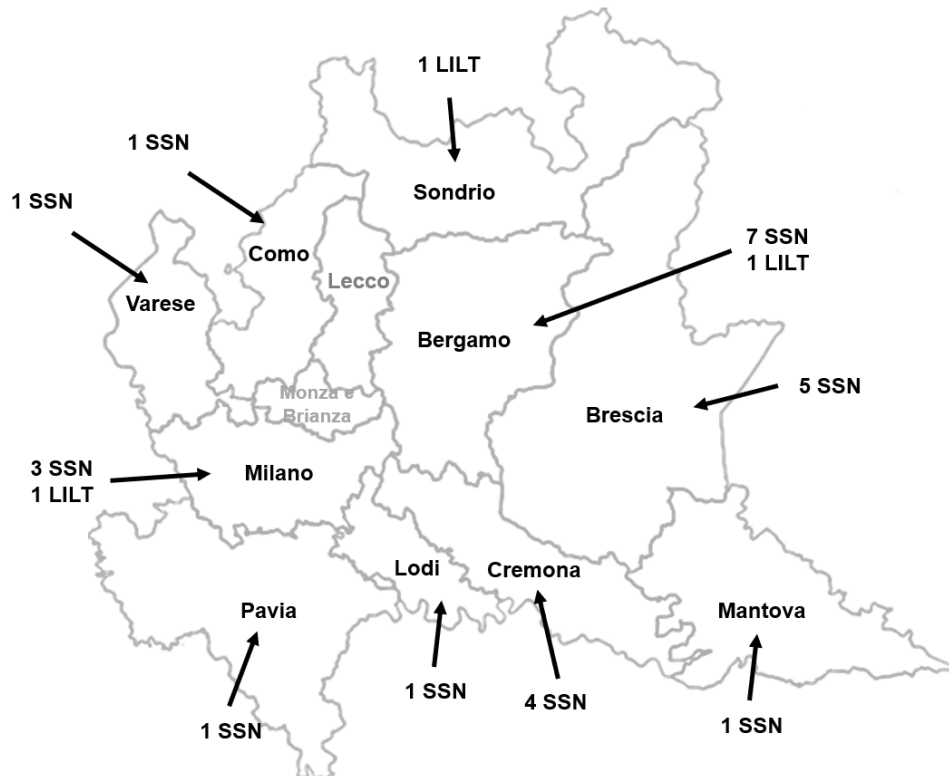 1 LILT
1 SSN
Sondrio
1 SSN
Como
7 SSN
1 LILT
Lecco
Varese
Bergamo
5 SSN
Monza e
Brianza
Brescia
3 SSN
1 LILT
Milano
Lodi
Cremona
Pavia
Mantova
1 SSN
4 SSN
1 SSN
1 SSN